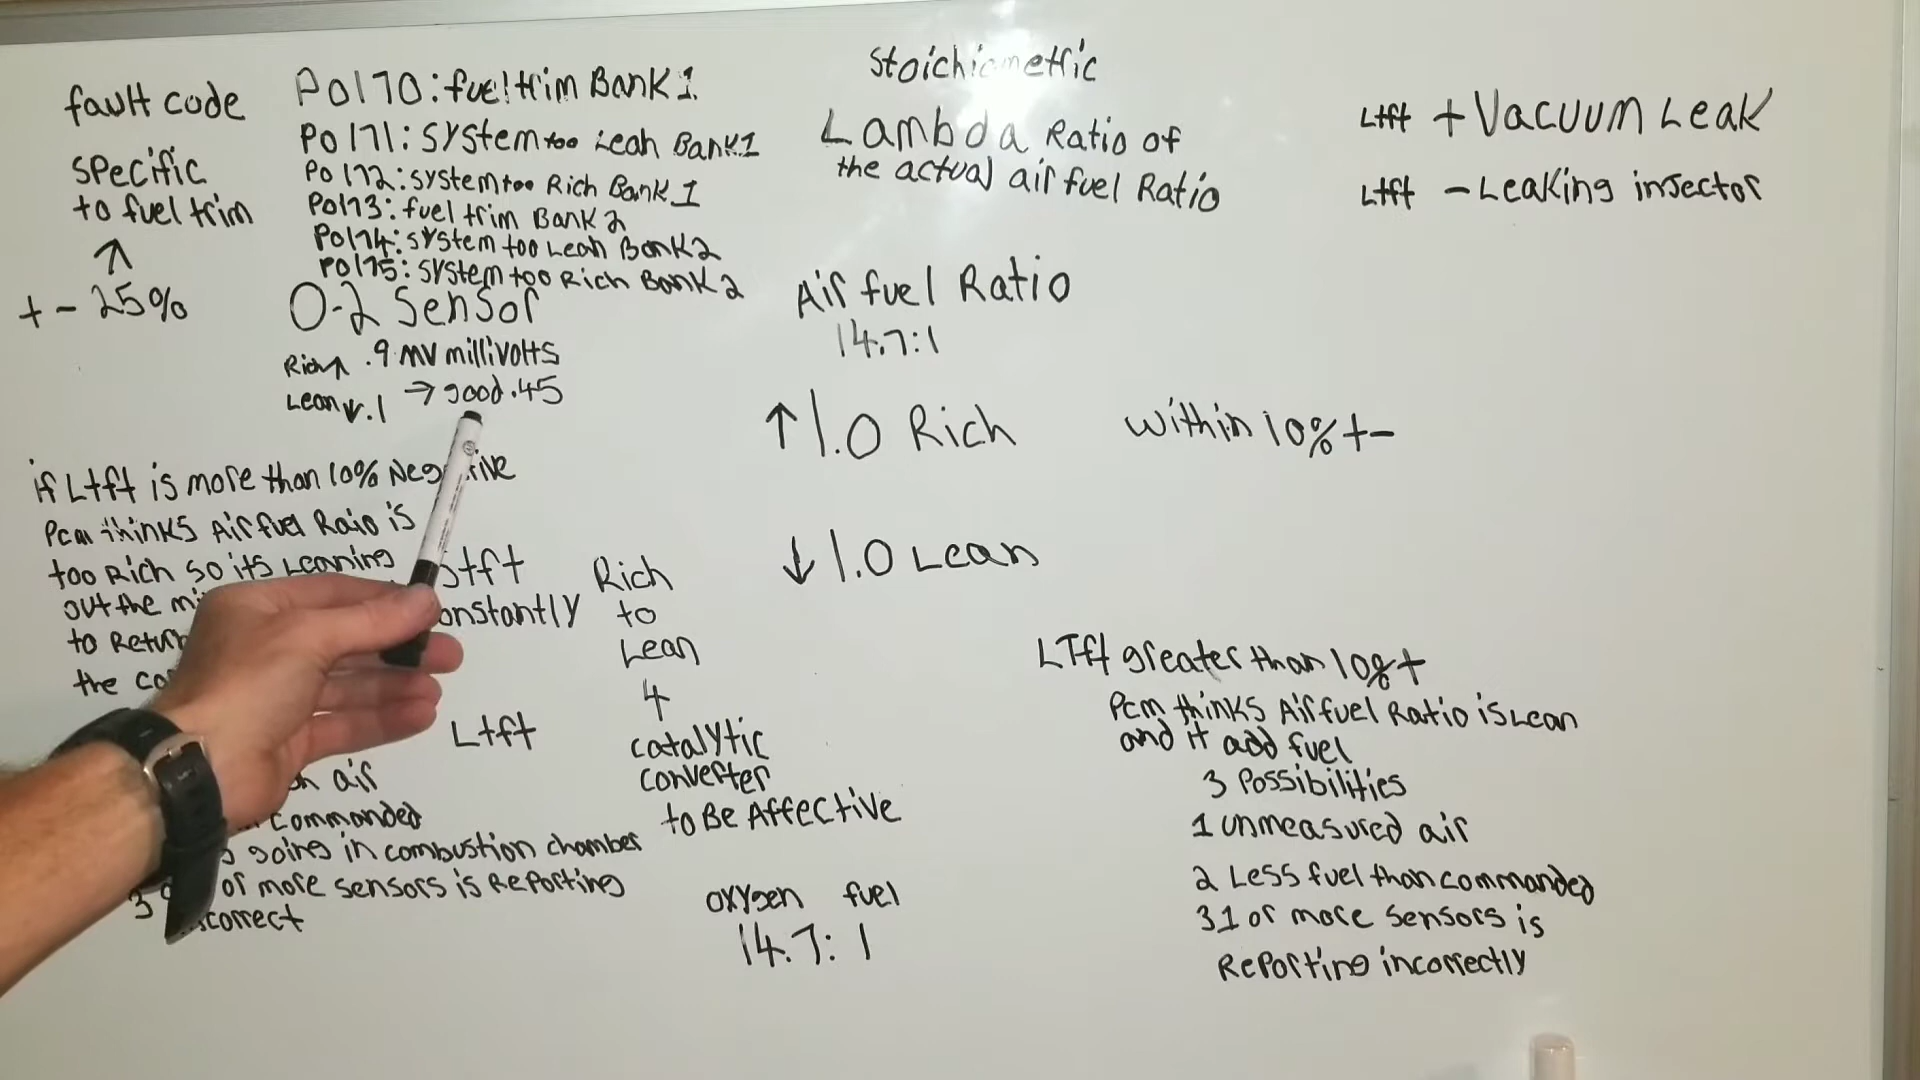 fault code
specific
to fuel trim
↑
+ - 25%
P0170: fuel trim Bank 1
P0171: system too Lean Bank 1
P0172: system too Rich Bank 1
P0173: fuel trim Bank 2
P0174: system too Lean Bank 2
P0175: system too Rich Bank 2
O-2 Sensor
Rich ↑ .9 mV millivolts
Lean ↓ .1 → good .45
if Ltft is more than 10% Negative
Pcm thinks Air fuel Raio is
too Rich so its Leaning
out the
to Return
the
Stft
constantly
Rich
to
Lean
4
catalytic
converter
to Be Affective
Ltft
air
commanded
going in combustion chamber
3 or more sensors is Reporting
oxygen fuel
14.7: 1
Stoichiometric
Lambda Ratio of
the actual air fuel Ratio
Air fuel Ratio
14.7:1
↑ 1.0 Rich
within 10% + -
↓ 1.0 Lean
Ltft + Vacuum Leak
Ltft - Leaking injector
LTft greater than 10% +
Pcm thinks Air fuel Ratio is Lean
and it add fuel
3 Possibilities
1 unmeasured air
2 Less fuel than commanded
3 1 or more sensors is
Reporting incorrectly